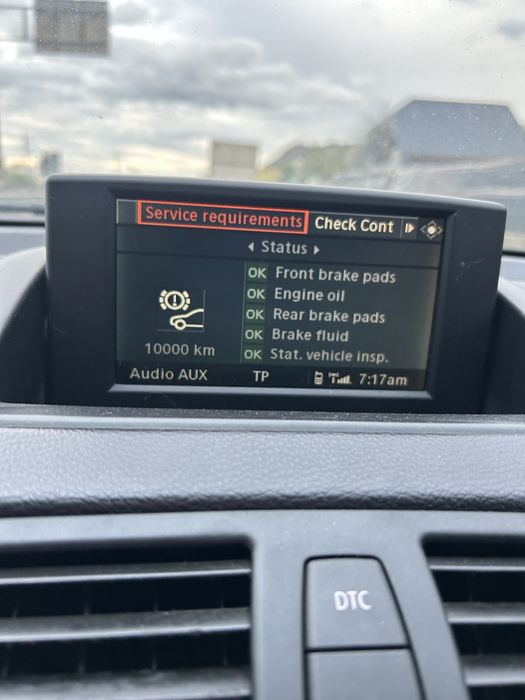 Service requirements Check Cont
Status
OK Front brake pads
OK Engine oil
OK Rear brake pads
OK Brake fluid
OK Stat. vehicle insp.
10000 km
Audio AUX TP 7:17am
DTC